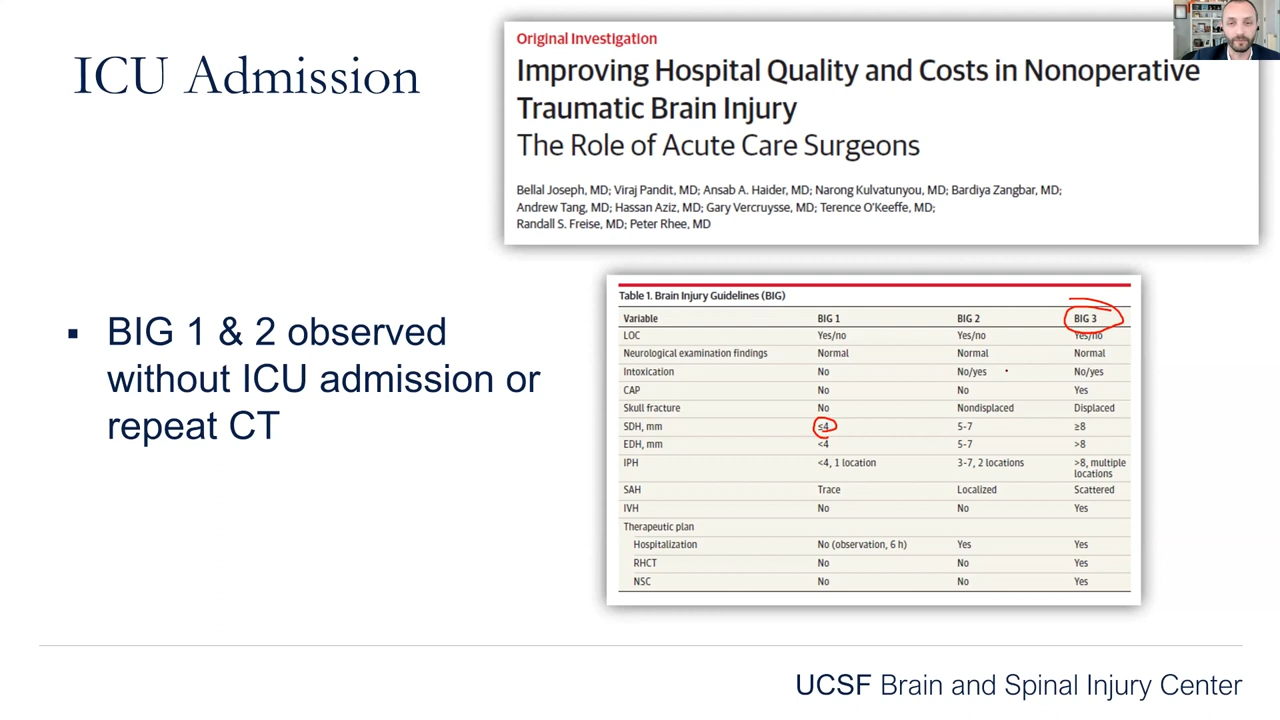 ICU Admission
Original Investigation
Improving Hospital Quality and Costs in Nonoperative
Traumatic Brain Injury
The Role of Acute Care Surgeons
Bellal Joseph, MD; Viraj Pandit, MD; Ansab A. Haider, MD; Narong Kulvatunyou, MD; Bardiya Zangbar, MD;
Andrew Tang, MD; Hassan Aziz, MD; Gary Vercruysse, MD; Terence O'Keeffe, MD;
Randall S. Freise, MD; Peter Rhee, MD
▪ BIG 1 & 2 observed
without ICU admission or
repeat CT
Table 1. Brain Injury Guidelines (BIG)
Variable BIG 1 BIG 2 BIG 3
LOC Yes/no Yes/no Yes/no
Neurological examination findings Normal Normal Normal
Intoxication No No/yes No/yes
CAP No No Yes
Skull fracture No Nondisplaced Displaced
SDH, mm ≤4 5-7 ≥8
EDH, mm <4 5-7 >8
IPH <4, 1 location 3-7, 2 locations >8, multiple
locations
SAH Trace Localized Scattered
IVH No No Yes
Therapeutic plan
Hospitalization No (observation, 6 h) Yes Yes
RHCT No No Yes
NSC No No Yes
UCSF Brain and Spinal Injury Center